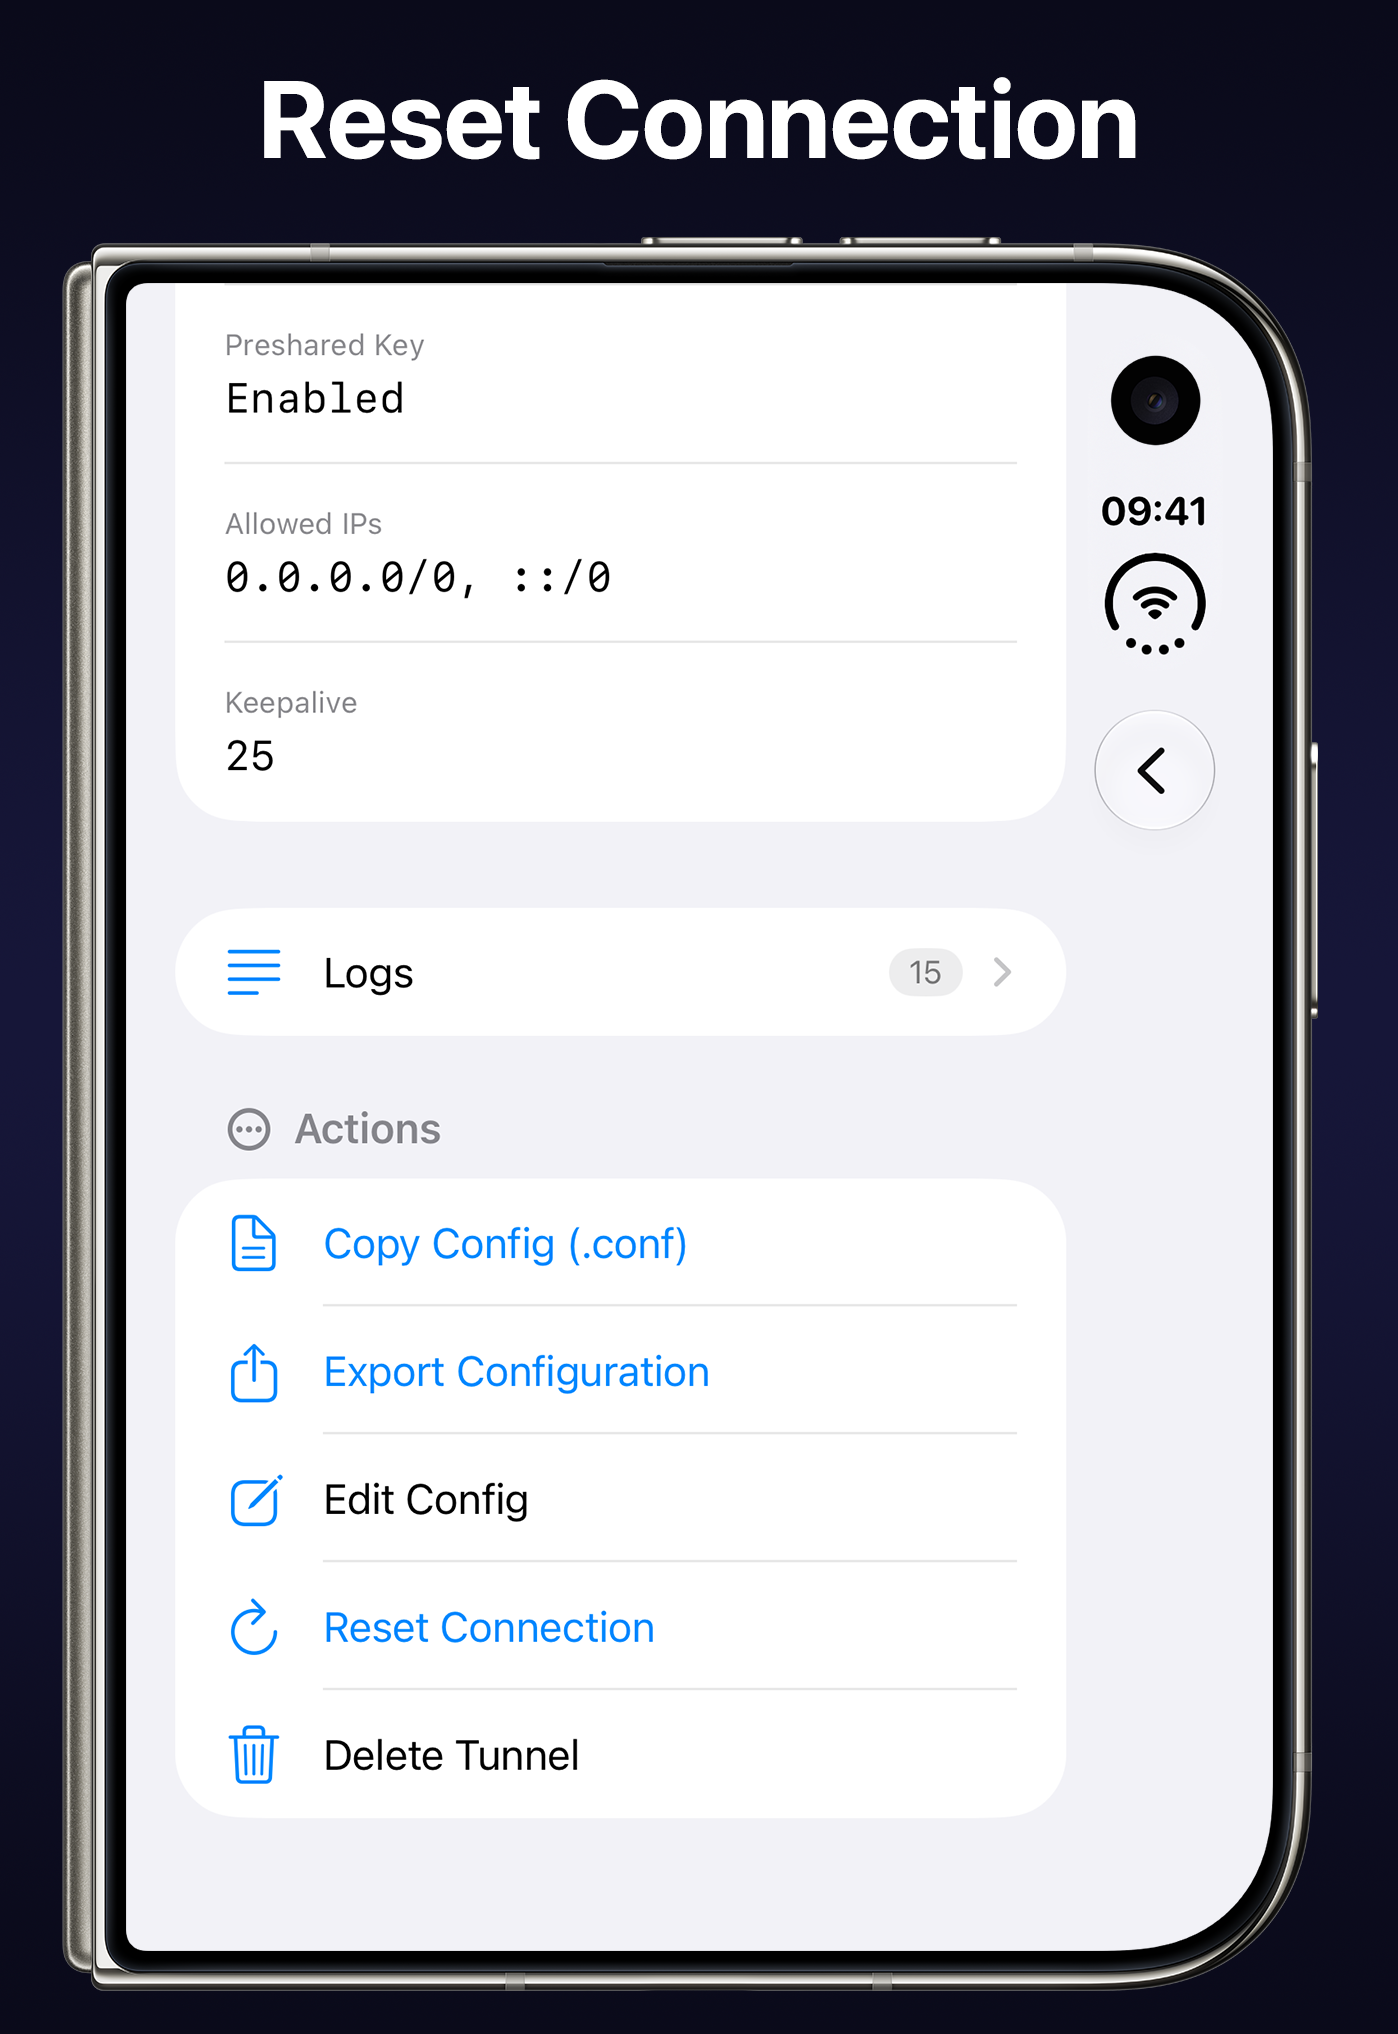 Reset Connection
Preshared Key
Enabled
Allowed IPs
0.0.0.0/0, ::/0
Keepalive
25
09:41
Logs
15
Actions
Copy Config (.conf)
Export Configuration
Edit Config
Reset Connection
Delete Tunnel